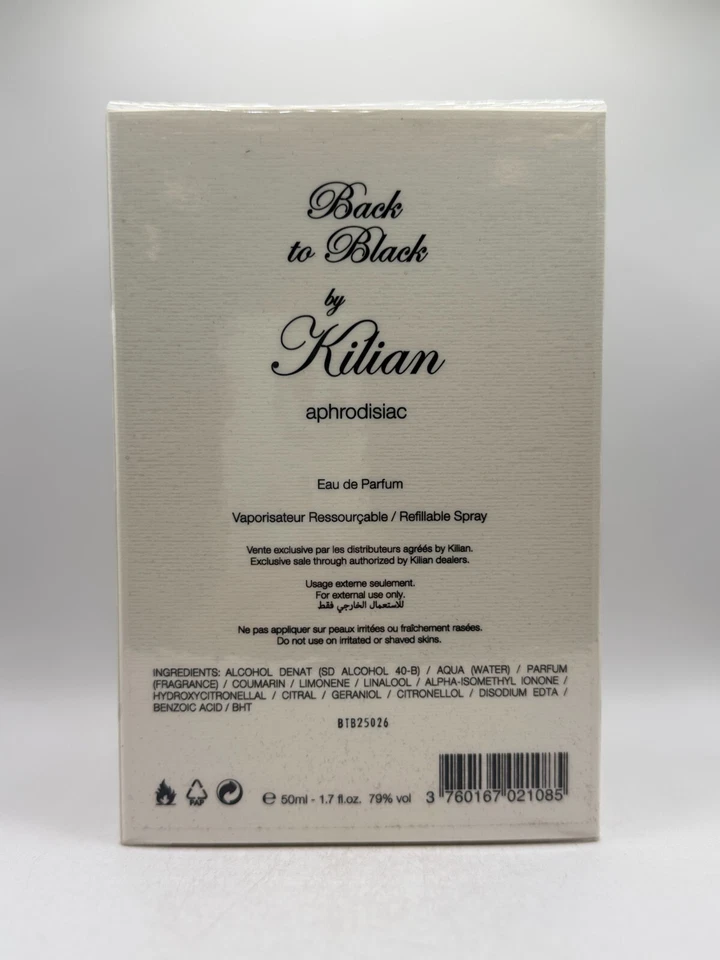 Back
to Black
by
Kilian
aphrodisiac
Eau de Parfum
Vaporisateur Ressourçable / Refillable Spray
Vente exclusive par les distributeurs agréés by Kilian.
Exclusive sale through authorized by Kilian dealers.
Usage externe seulement.
For external use only.
للاستعمال الخارجي فقط
Ne pas appliquer sur peaux irritées ou fraîchement rasées.
Do not use on irritated or shaved skins.
INGREDIENTS: ALCOHOL DENAT (SD ALCOHOL 40-B) / AQUA (WATER) / PARFUM
(FRAGRANCE) / COUMARIN / LIMONENE / LINALOOL / ALPHA-ISOMETHYL IONONE /
HYDROXYCITRONELLAL / CITRAL / GERANIOL / CITRONELLOL / DISODIUM EDTA /
BENZOIC ACID / BHT
BTB25026
PAP
e 50ml - 1.7 fl.oz. 79% vol
3 760167 021085